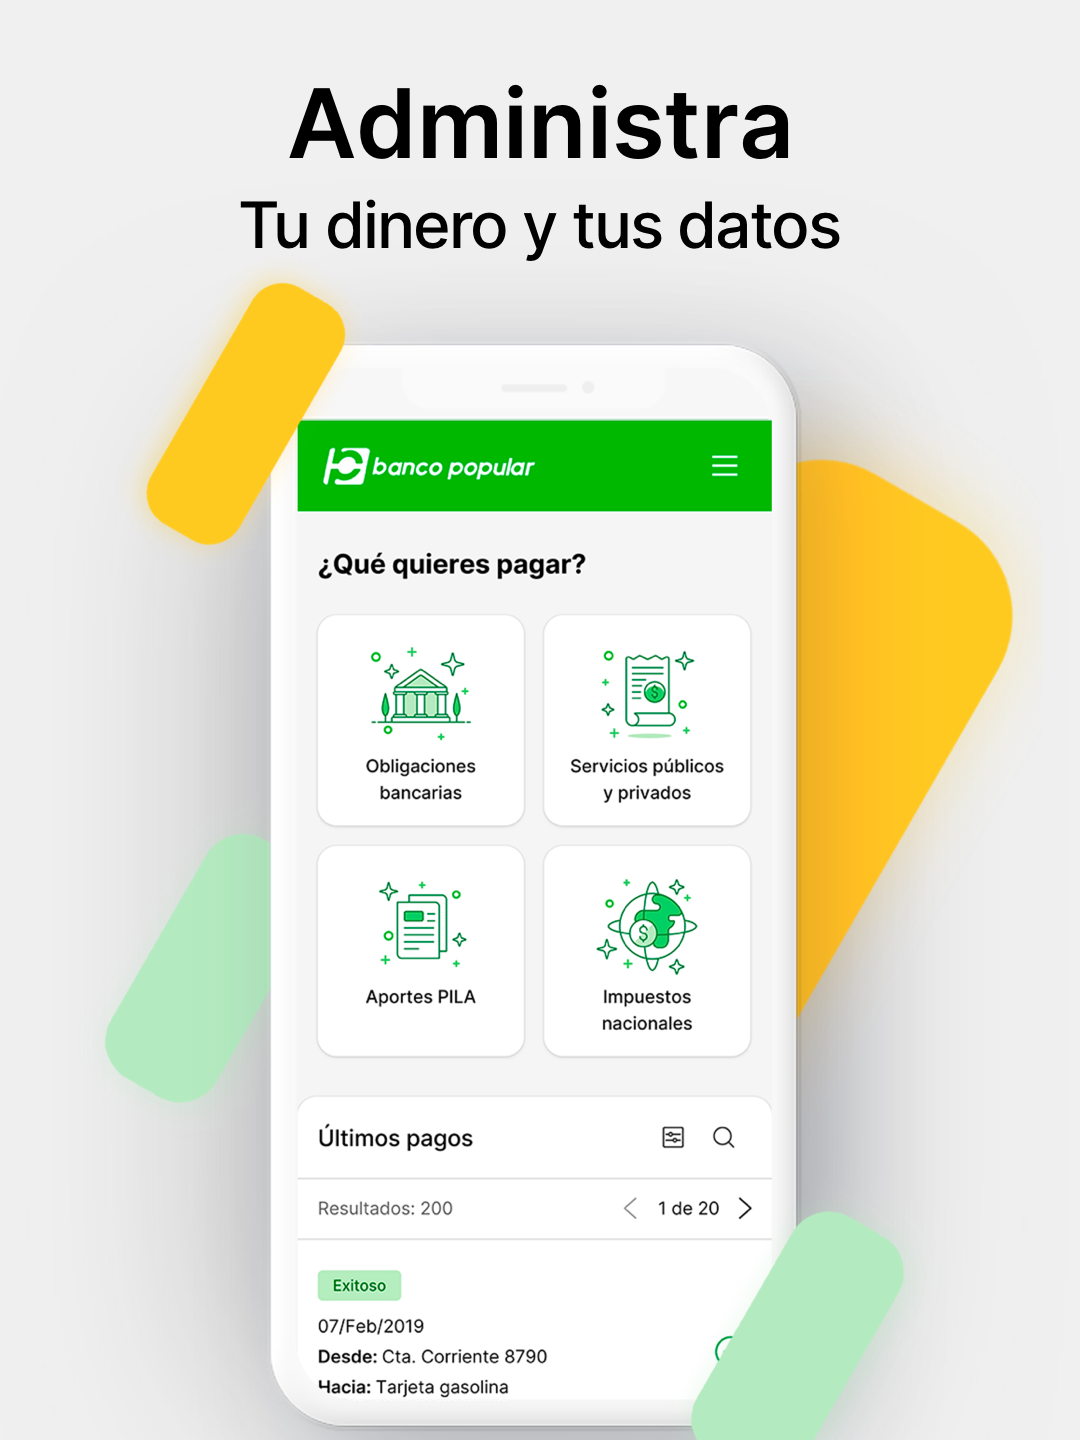 Administra
Tu dinero y tus datos
banco popular
¿Qué quieres pagar?
Obligaciones
bancarias
Servicios públicos
y privados
Aportes PILA
Impuestos
nacionales
Últimos pagos
Resultados: 200
1 de 20
Exitoso
07/Feb/2019
Desde: Cta. Corriente 8790
Hacia: Tarjeta gasolina